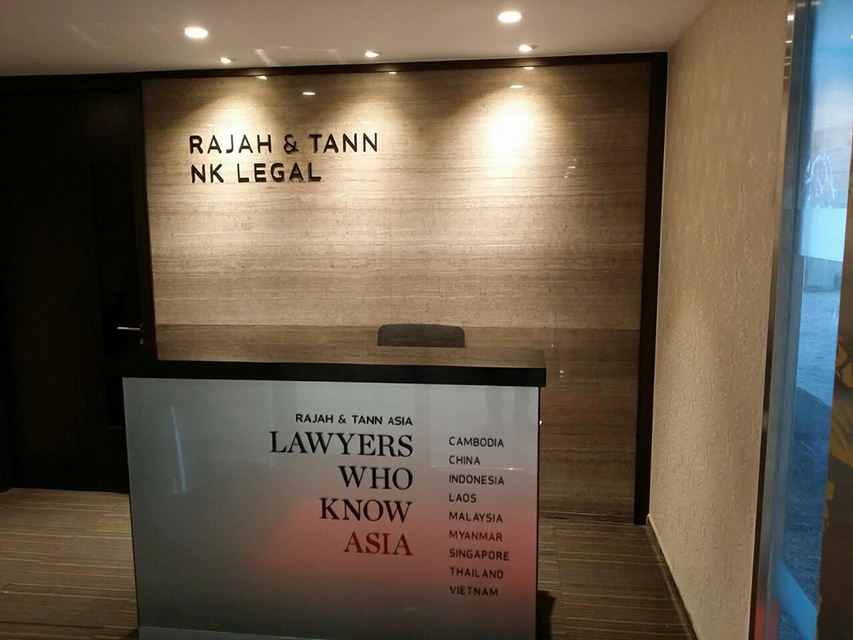 RAJAH & TANN
NK LEGAL
RAJAH & TANN ASIA
LAWYERS
WHO
KNOW
ASIA
CAMBODIA
CHINA
INDONESIA
LAOS
MALAYSIA
MYANMAR
SINGAPORE
THAILAND
VIETNAM